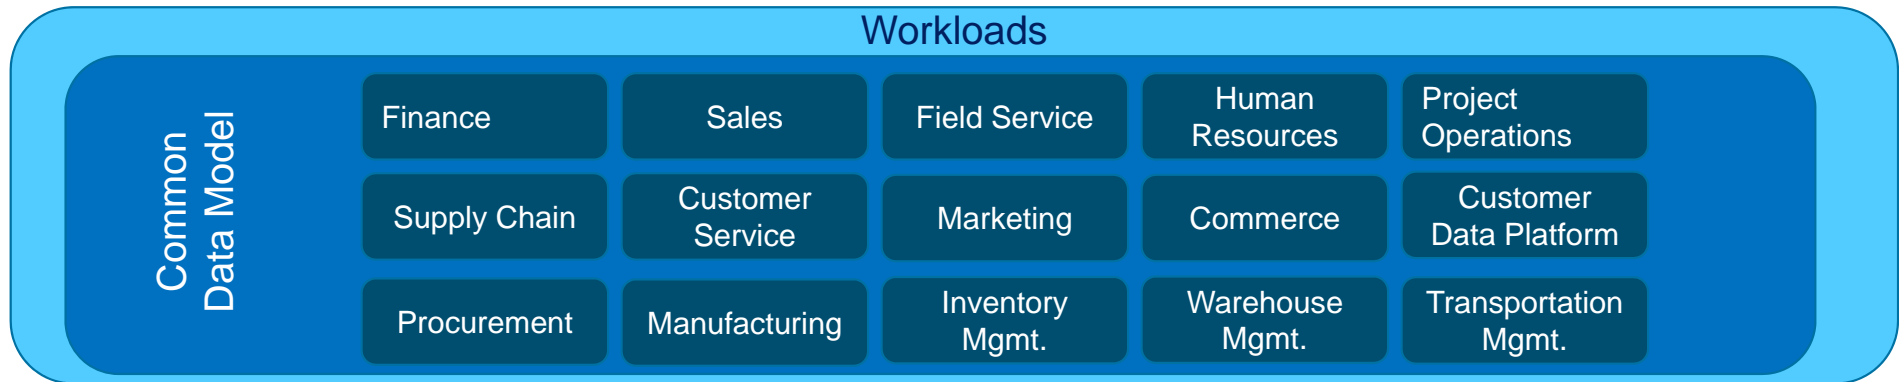 Workloads
Common
Data Model
Finance
Sales
Field Service
Human
Resources
Project
Operations
Supply Chain
Customer
Service
Marketing
Commerce
Customer
Data Platform
Procurement
Manufacturing
Inventory
Mgmt.
Warehouse
Mgmt.
Transportation
Mgmt.